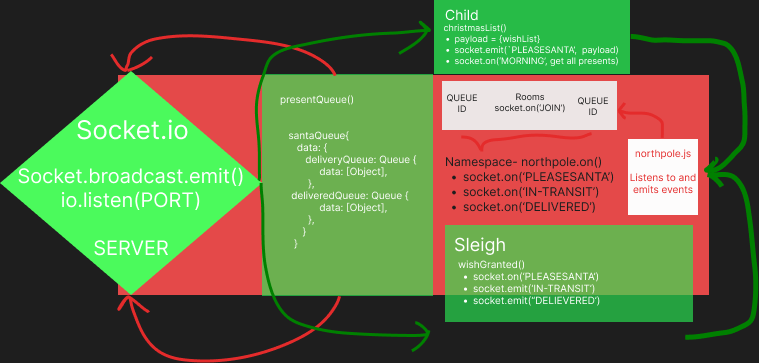 Child
christmasList()
• payload = {wishList}
• socket.emit(`PLEASESANTA', payload)
• socket.on('MORNING', get all presents)
Socket.io
Socket.broadcast.emit()
io.listen(PORT)
SERVER
presentQueue()
santaQueue{
data: {
deliveryQueue: Queue {
data: [Object],
},
deliveredQueue: Queue {
data: [Object],
},
}
}
QUEUE
ID
Rooms
socket.on('JOIN')
QUEUE
ID
northpole.js
Listens to and
emits events
Namespace- northpole.on()
• socket.on('PLEASESANTA')
• socket.on('IN-TRANSIT')
• socket.on('DELIVERED')
Sleigh
wishGranted()
• socket.on('PLEASESANTA')
• socket.emit('IN-TRANSIT')
• socket.emit("DELIEVERED')